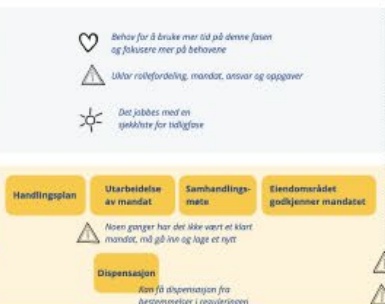 Behov for å bruke mer tid på denne fasen
og fokusere mer på behovene
Uklar rollefordeling, mandat, ansvar og oppgaver
Det jobbes med en
sjekkliste for tidligfase
Handlingsplan
Utarbeidelse
av mandat
Samhandlings-
møte
Eiendomsrådet
godkjenner mandatet
Noen ganger har det ikke vært et klart
mandat, må gå inn og lage et nytt
Dispensasjon
Kan få dispensasjon fra
bestemmelser i reguleringen